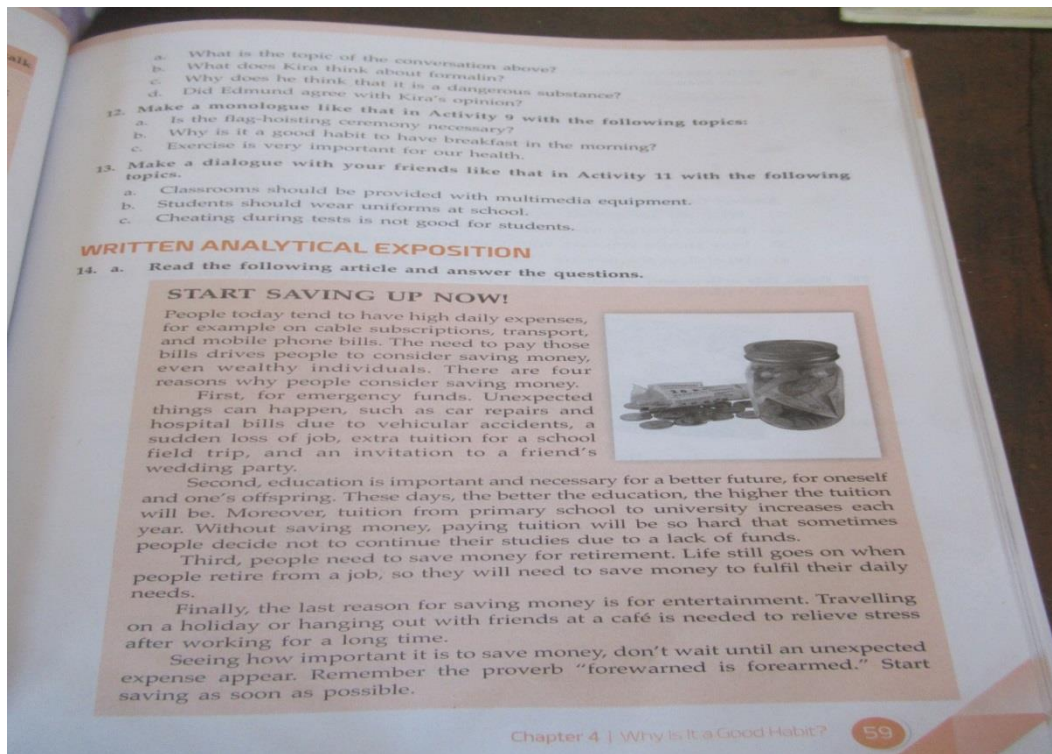 alk
a. What is the topic of the conversation above?
b. What does Kira think about formalin?
c. Why does he think that it is a dangerous substance?
d. Did Edmund agree with Kira's opinion?
12. Make a monologue like that in Activity 9 with the following topics:
a. Is the flag-hoisting ceremony necessary?
b. Why is it a good habit to have breakfast in the morning?
c. Exercise is very important for our health.
13. Make a dialogue with your friends like that in Activity 11 with the following
topics.
a. Classrooms should be provided with multimedia equipment.
b. Students should wear uniforms at school.
c. Cheating during tests is not good for students.
WRITTEN ANALYTICAL EXPOSITION
14. a. Read the following article and answer the questions.
START SAVING UP NOW!
People today tend to have high daily expenses,
for example on cable subscriptions, transport,
and mobile phone bills. The need to pay those
bills drives people to consider saving money,
even wealthy individuals. There are four
reasons why people consider saving money.
First, for emergency funds. Unexpected
things can happen, such as car repairs and
hospital bills due to vehicular accidents, a
sudden loss of job, extra tuition for a school
field trip, and an invitation to a friend's
wedding party.
Second, education is important and necessary for a better future, for oneself
and one's offspring. These days, the better the education, the higher the tuition
will be. Moreover, tuition from primary school to university increases each
year. Without saving money, paying tuition will be so hard that sometimes
people decide not to continue their studies due to a lack of funds.
Third, people need to save money for retirement. Life still goes on when
people retire from a job, so they will need to save money to fulfil their daily
needs.
Finally, the last reason for saving money is for entertainment. Travelling
on a holiday or hanging out with friends at a café is needed to relieve stress
after working for a long time.
Seeing how important it is to save money, don't wait until an unexpected
expense appear. Remember the proverb "forewarned is forearmed." Start
saving as soon as possible.
Chapter 4 | Why Is It a Good Habit? 59